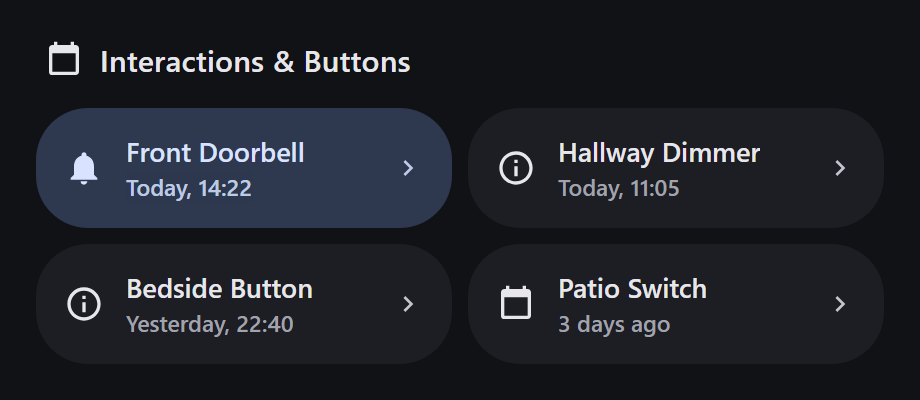 Interactions & Buttons
Front Doorbell
Today, 14:22
Hallway Dimmer
Today, 11:05
Bedside Button
Yesterday, 22:40
Patio Switch
3 days ago